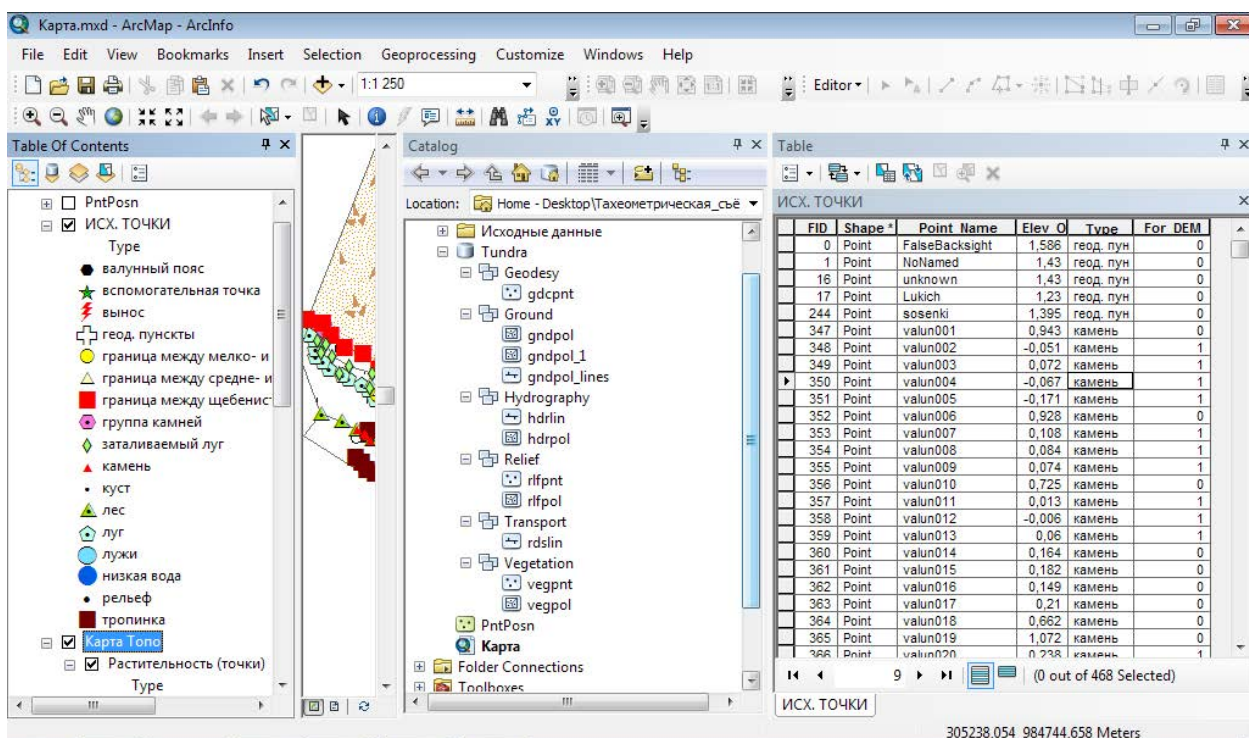 Карта.mxd - ArcMap - ArcInfo
File Edit View Bookmarks Insert Selection Geoprocessing Customize Windows Help
1:1 250
Editor
Table Of Contents
PntPosn
ИСХ. ТОЧКИ
Type
валунный пояс
вспомогательная точка
вынос
геод. пунскты
граница между мелко- и
граница между средне- и
граница между щебенист
группа камней
заталиваемый луг
камень
куст
лес
луг
лужи
низкая вода
рельеф
тропинка
Карта Топо
Растительность (точки)
Type
Catalog
Location: Home - Desktop\Тахеометрическая_съё
Исходные данные
Tundra
Geodesy
gdcpnt
Ground
gndpol
gndpol_1
gndpol_lines
Hydrography
hdrlin
hdrpol
Relief
rlfpnt
rlfpol
Transport
rdslin
Vegetation
vegpnt
vegpol
PntPosn
Карта
Folder Connections
Toolboxes
Table
ИСХ. ТОЧКИ
FID Shape * Point_Name Elev_O Type For_DEM
0 Point FalseBacksight 1,586 геод. пун 0
1 Point NoNamed 1,43 геод. пун 0
16 Point unknown 1,43 геод. пун 0
17 Point Lukich 1,23 геод. пун 0
244 Point sosenki 1,395 геод. пун 0
347 Point valun001 0,943 камень 0
348 Point valun002 -0,051 камень 1
349 Point valun003 0,072 камень 1
350 Point valun004 -0,067 камень 1
351 Point valun005 -0,171 камень 1
352 Point valun006 0,928 камень 0
353 Point valun007 0,108 камень 1
354 Point valun008 0,084 камень 1
355 Point valun009 0,074 камень 1
356 Point valun010 0,725 камень 0
357 Point valun011 0,013 камень 1
358 Point valun012 -0,006 камень 1
359 Point valun013 0,06 камень 1
360 Point valun014 0,164 камень 0
361 Point valun015 0,182 камень 0
362 Point valun016 0,149 камень 0
363 Point valun017 0,21 камень 0
364 Point valun018 0,662 камень 0
365 Point valun019 1,072 камень 0
366 Point valun020 0,238 камень 1
9 (0 out of 468 Selected)
ИСХ. ТОЧКИ
305238,054 984744,658 Meters